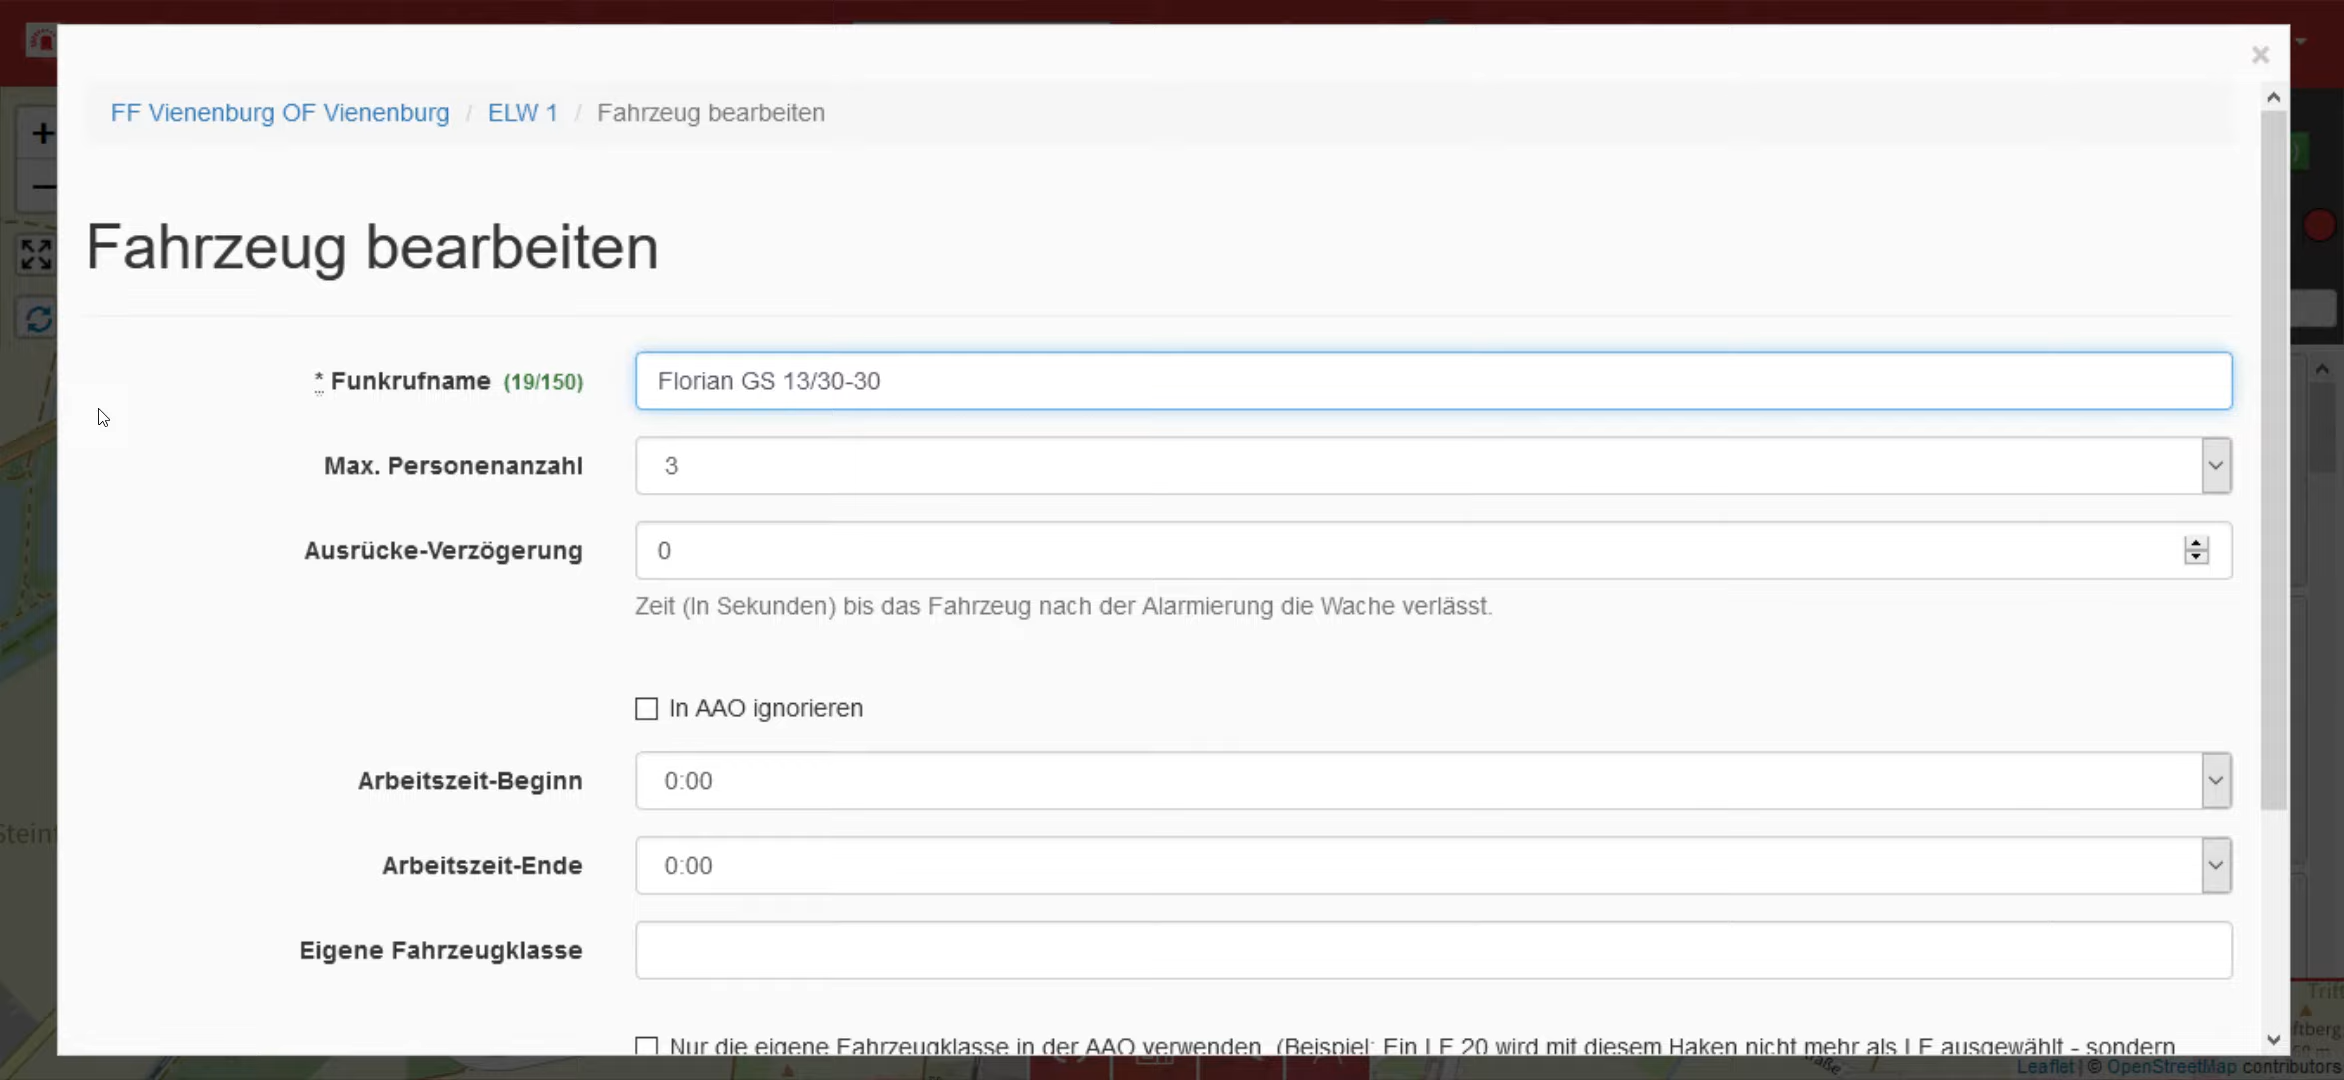 FF Vienenburg OF Vienenburg / ELW 1 / Fahrzeug bearbeiten
Fahrzeug bearbeiten
* Funkrufname (19/150) Florian GS 13/30-30
Max. Personenanzahl 3
Ausrücke-Verzögerung 0
Zeit (In Sekunden) bis das Fahrzeug nach der Alarmierung die Wache verlässt.
In AAO ignorieren
Arbeitszeit-Beginn 0:00
Arbeitszeit-Ende 0:00
Eigene Fahrzeugklasse
Nur die eigene Fahrzeugklasse in der AAO verwenden (Beispiel: Ein LF 20 wird mit diesem Haken nicht mehr als LF ausgewählt - sondern
Leaflet | © OpenStreetMap contributors